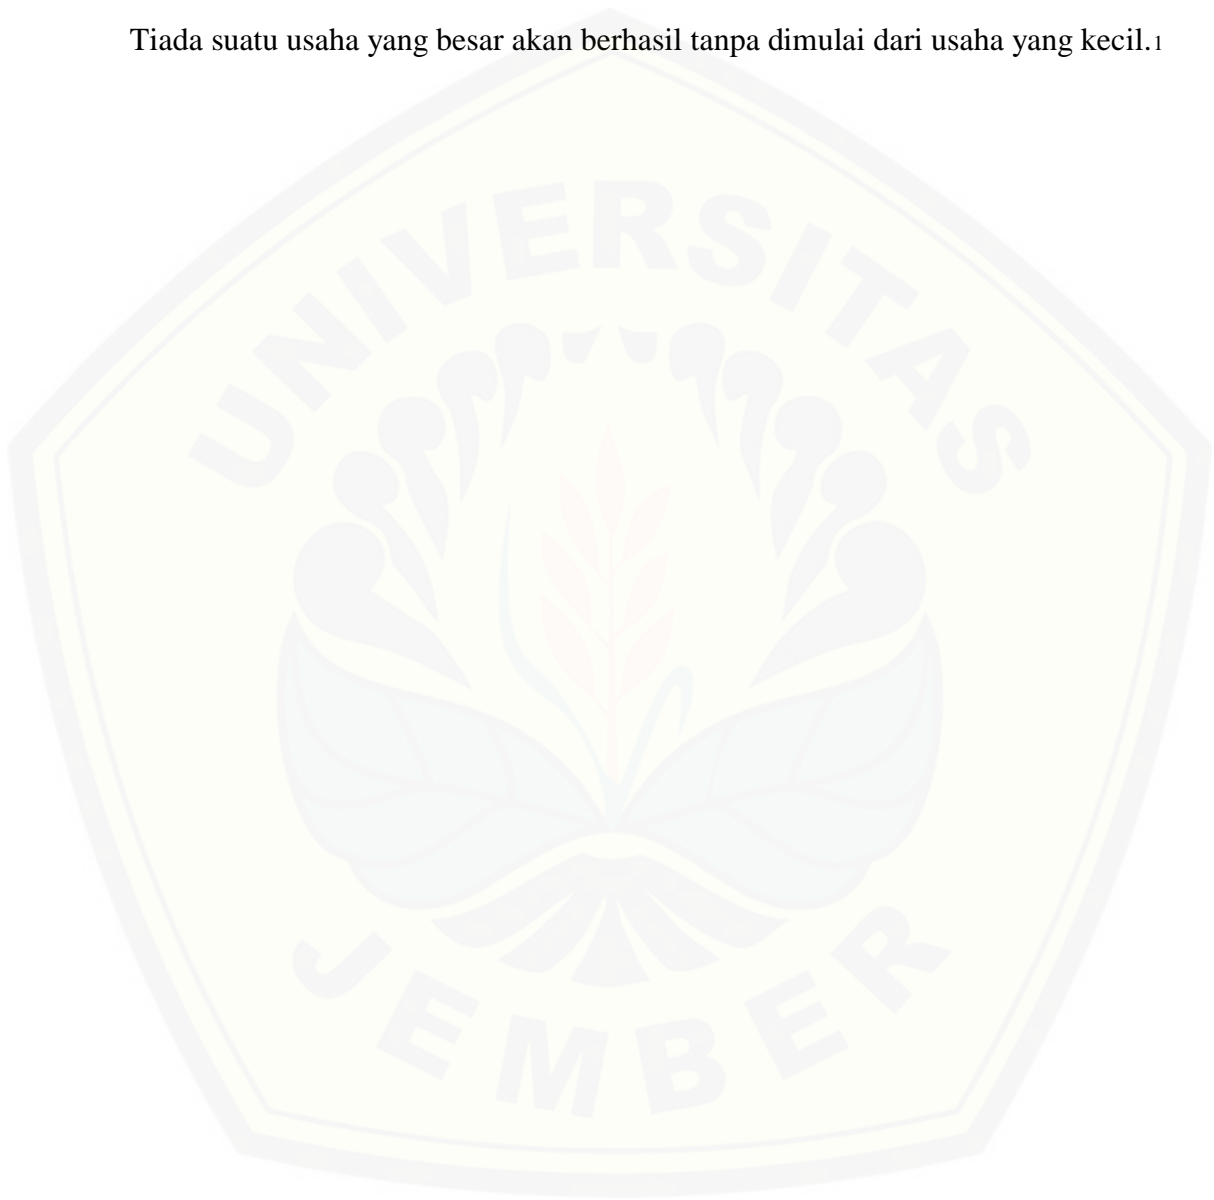 Tiada suatu usaha yang besar akan berhasil tanpa dimulai dari usaha yang kecil.1
UNIVERSITAS
JEMBER